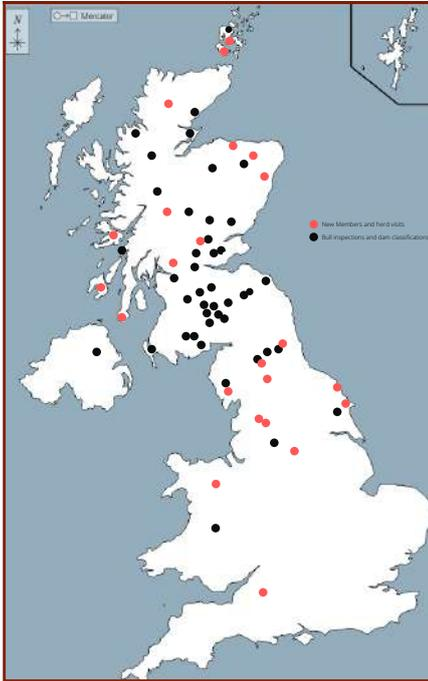 N
Mercator
New Members and herd visits
Bull inspections and dam classifications